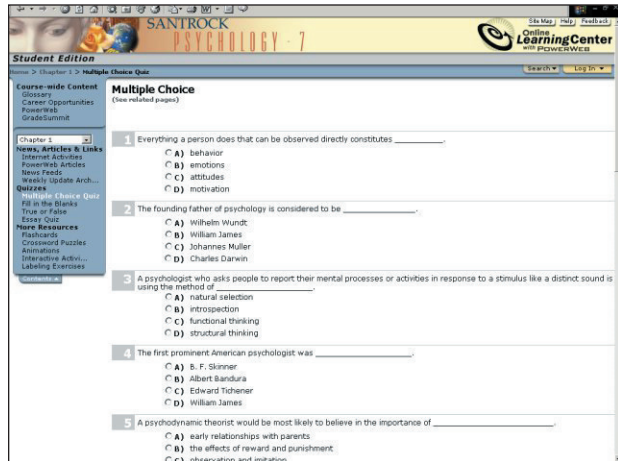 SANTROCK
PSYCHOLOGY - 7
Site Map | Help | Feedback
Online
Learning Center
with POWERWEB
Student Edition
Home > Chapter 1 > Multiple Choice Quiz
Search
Log In
Course-wide Content
Glossary
Career Opportunities
PowerWeb
GradeSummit
Chapter 1
News, Articles & Links
Internet Activities
PowerWeb Articles
News Feeds
Weekly Update Arch...
Quizzes
Multiple Choice Quiz
Fill in the Blanks
True or False
Essay Quiz
More Resources
Flashcards
Crossword Puzzles
Animations
Interactive Activi...
Labeling Exercises
Contents
Multiple Choice
(See related pages)
1 Everything a person does that can be observed directly constitutes __________.
A) behavior
B) emotions
C) attitudes
D) motivation
2 The founding father of psychology is considered to be ______________.
A) Wilhelm Wundt
B) William James
C) Johannes Muller
D) Charles Darwin
3 A psychologist who asks people to report their mental processes or activities in response to a stimulus like a distinct sound is
using the method of ___________________.
A) natural selection
B) introspection
C) functional thinking
D) structural thinking
4 The first prominent American psychologist was ___________________.
A) B. F. Skinner
B) Albert Bandura
C) Edward Tichener
D) William James
5 A psychodynamic theorist would be most likely to believe in the importance of ________________________.
A) early relationships with parents
B) the effects of reward and punishment
C) observation and imitation